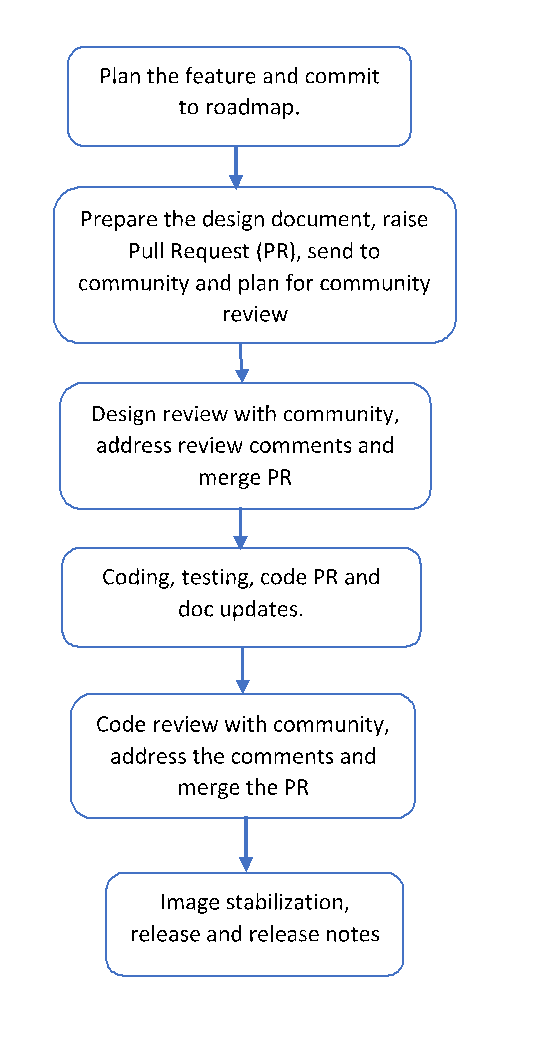 Plan the feature and commit
to roadmap.
Prepare the design document, raise
Pull Request (PR), send to
community and plan for community
review
Design review with community,
address review comments and
merge PR
Coding, testing, code PR and
doc updates.
Code review with community,
address the comments and
merge the PR
Image stabilization,
release and release notes